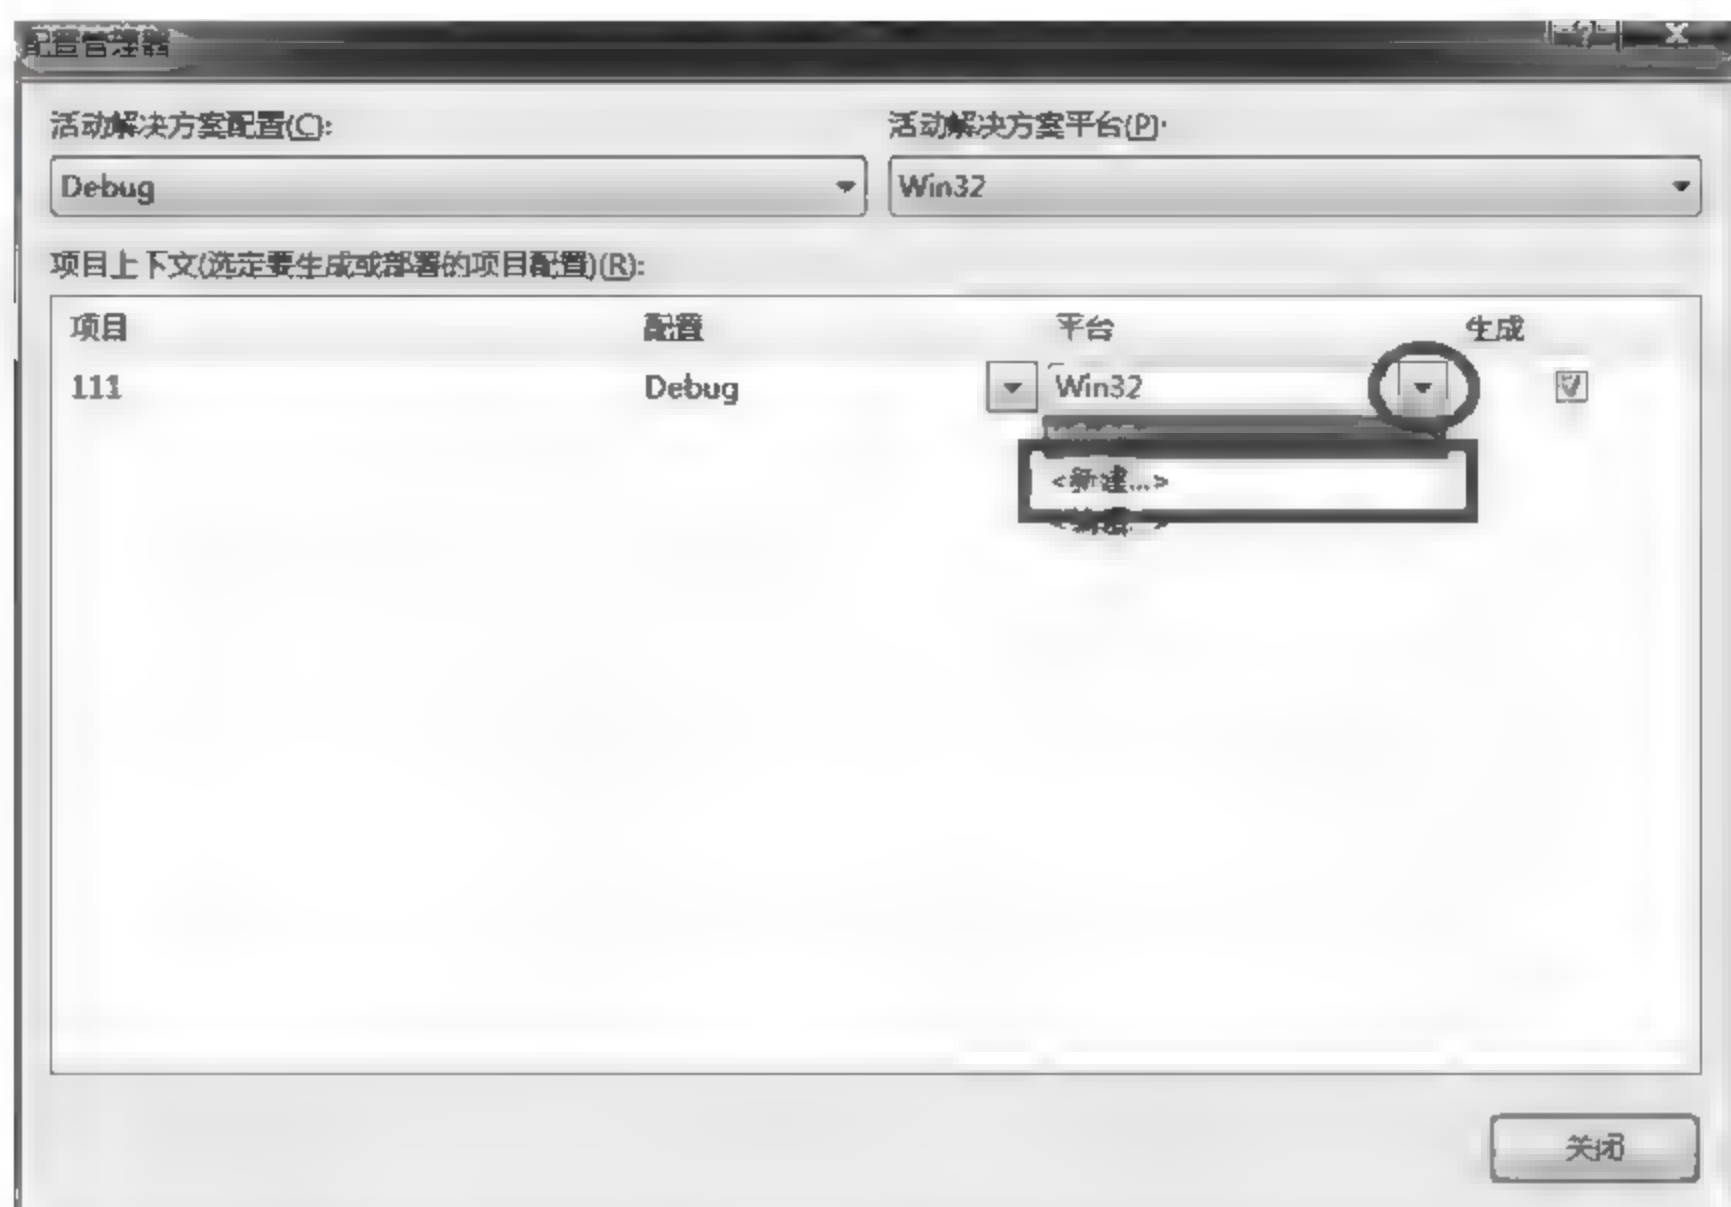 配置管理器
活动解决方案配置(C):
活动解决方案平台(P):
Debug
Win32
项目上下文(选定要生成或部署的项目配置)(R):
项目 配置 平台 生成
111 Debug Win32
<新建...>
关闭